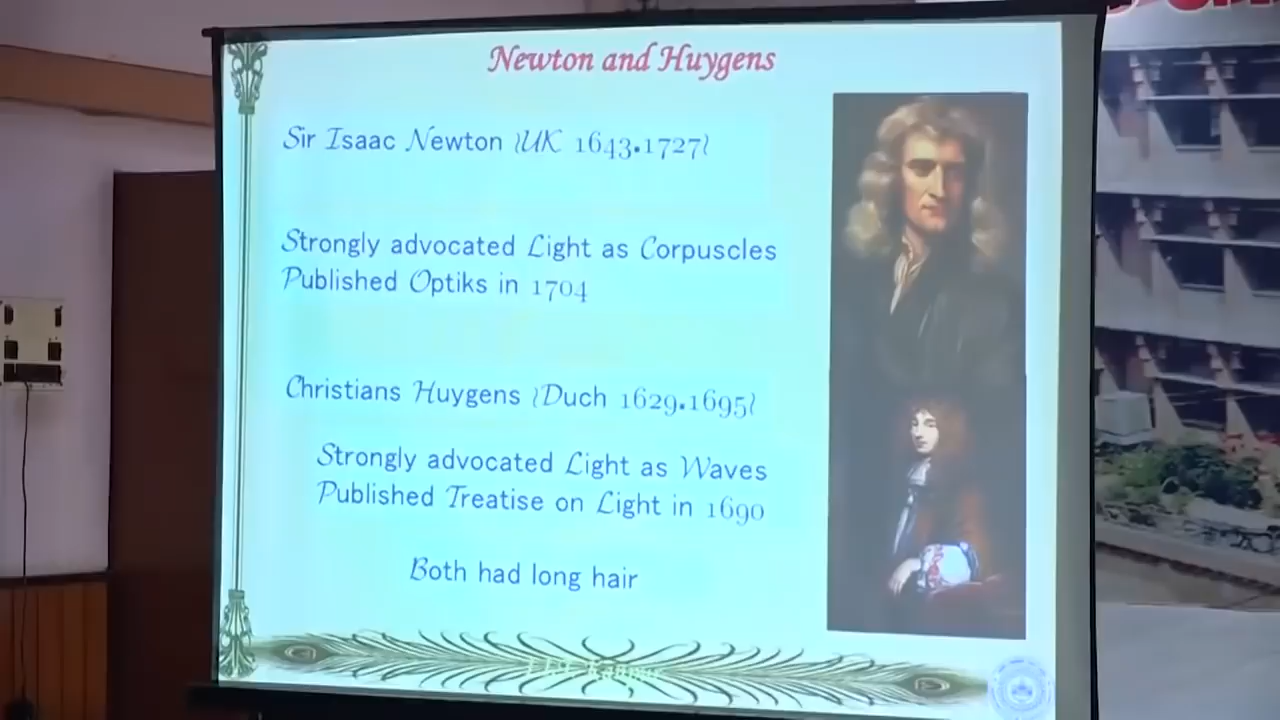 Newton and Huygens
Sir Isaac Newton (UK 1643-1727)
Strongly advocated Light as Corpuscles
Published Optiks in 1704
Christians Huygens (Duch 1629-1695)
Strongly advocated Light as Waves
Published Treatise on Light in 1690
Both had long hair
I.I.T. Kanpur